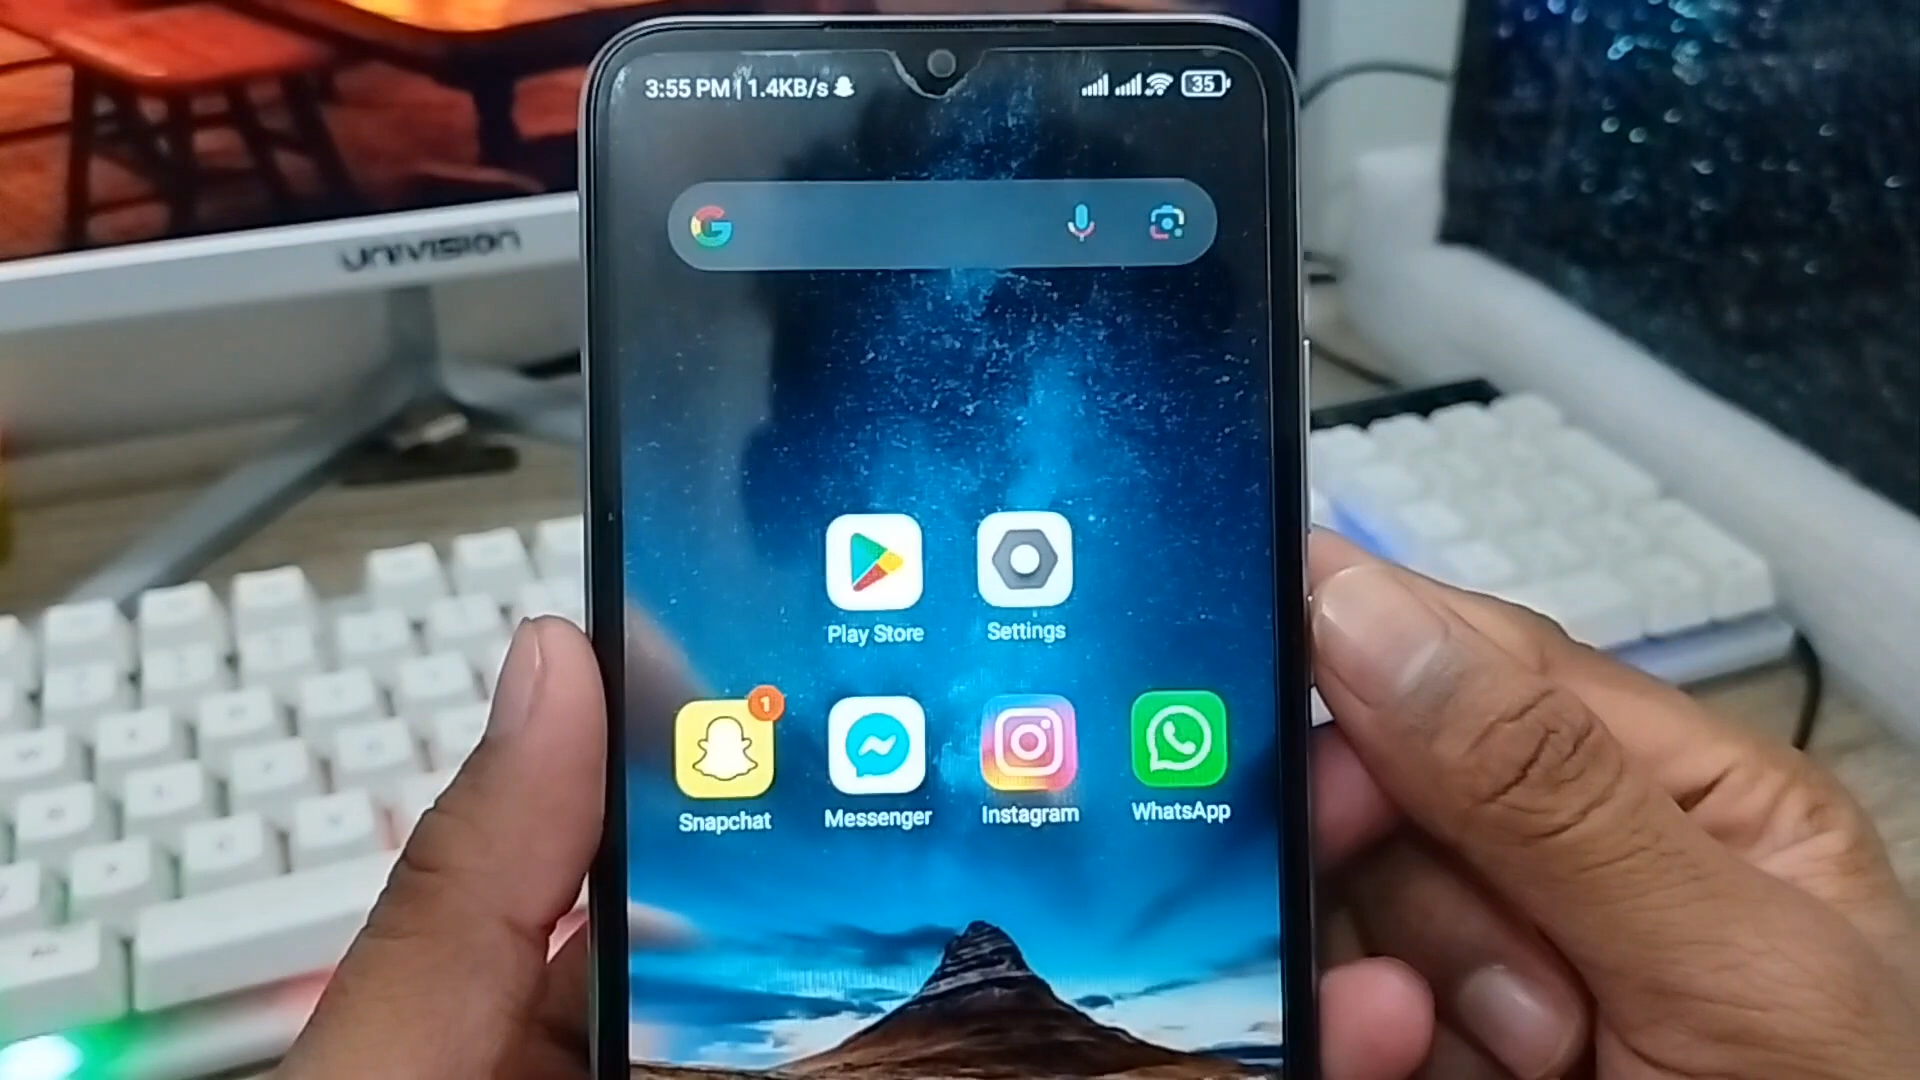 3:55 PM | 1.4KB/s
35
UNIVISION
Play Store
Settings
1
Snapchat
Messenger
Instagram
WhatsApp